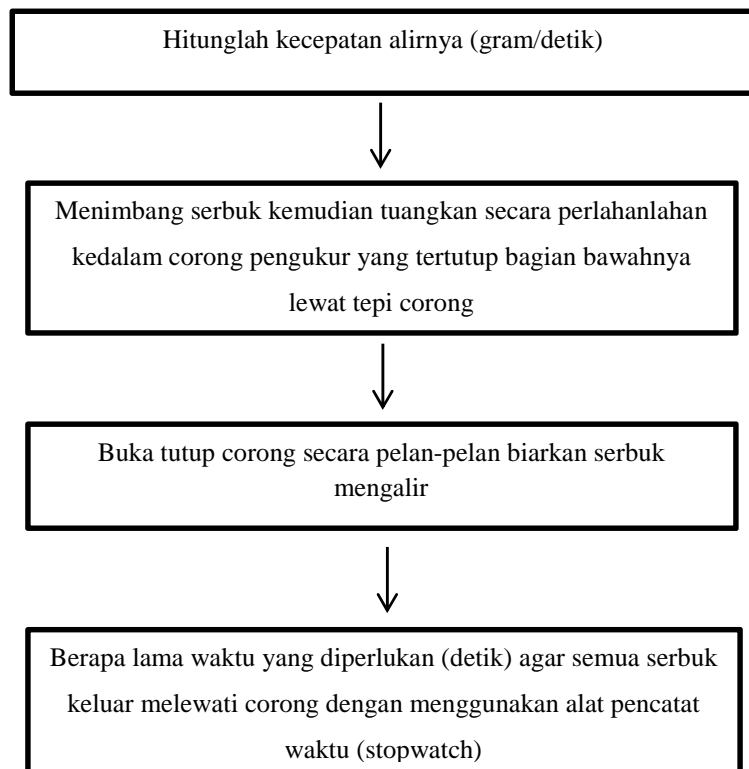 Hitunglah kecepatan alirnya (gram/detik)
Menimbang serbuk kemudian tuangkan secara perlahanlahan
kedalam corong pengukur yang tertutup bagian bawahnya
lewat tepi corong
Buka tutup corong secara pelan-pelan biarkan serbuk
mengalir
Berapa lama waktu yang diperlukan (detik) agar semua serbuk
keluar melewati corong dengan menggunakan alat pencatat
waktu (stopwatch)